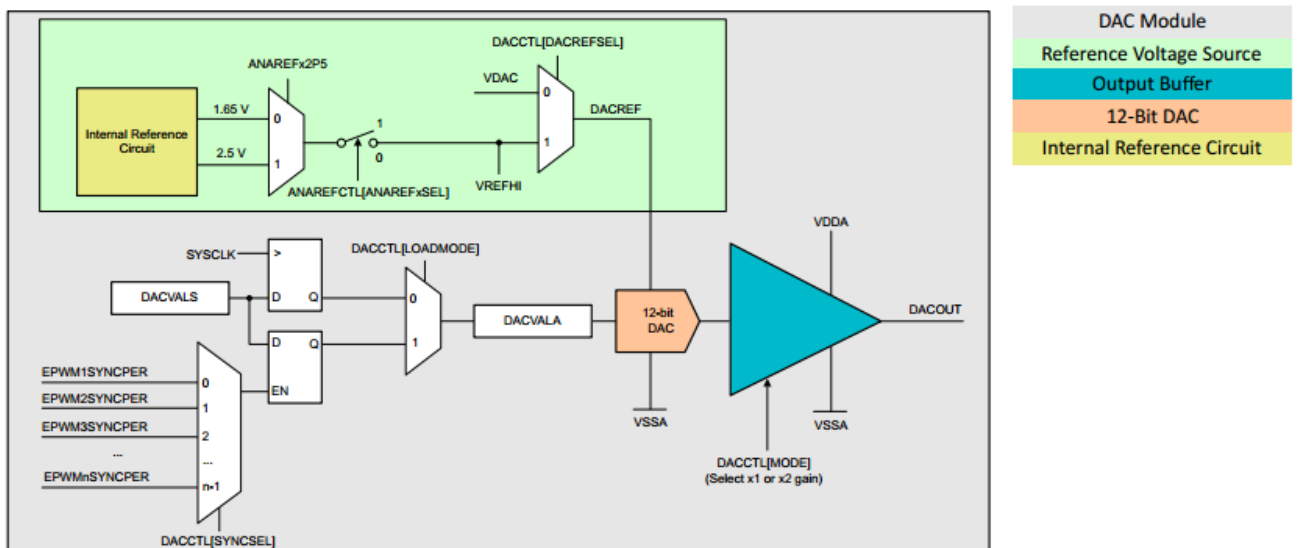 DACCTL[DACREFSEL]
ANAREFx2P5
VDAC
0
1.65 V
0
DACREF
Internal Reference
Circuit
1
2.5 V
1
0
1
ANAREFCTL[ANAREFxSEL]
VREFHI
SYSCLK
>
DACCTL[LOADMODE]
VDDA
DACVALS
D
Q
0
DACVALA
12-bit
DAC
DACOUT
D
Q
1
EPWM1SYNCPER
0
EN
EPWM2SYNCPER
1
EPWM3SYNCPER
2
VSSA
VSSA
...
...
EPWMnSYNCPER
n-1
DACCTL[MODE]
(Select x1 or x2 gain)
DACCTL[SYNCSEL]
DAC Module
Reference Voltage Source
Output Buffer
12-Bit DAC
Internal Reference Circuit